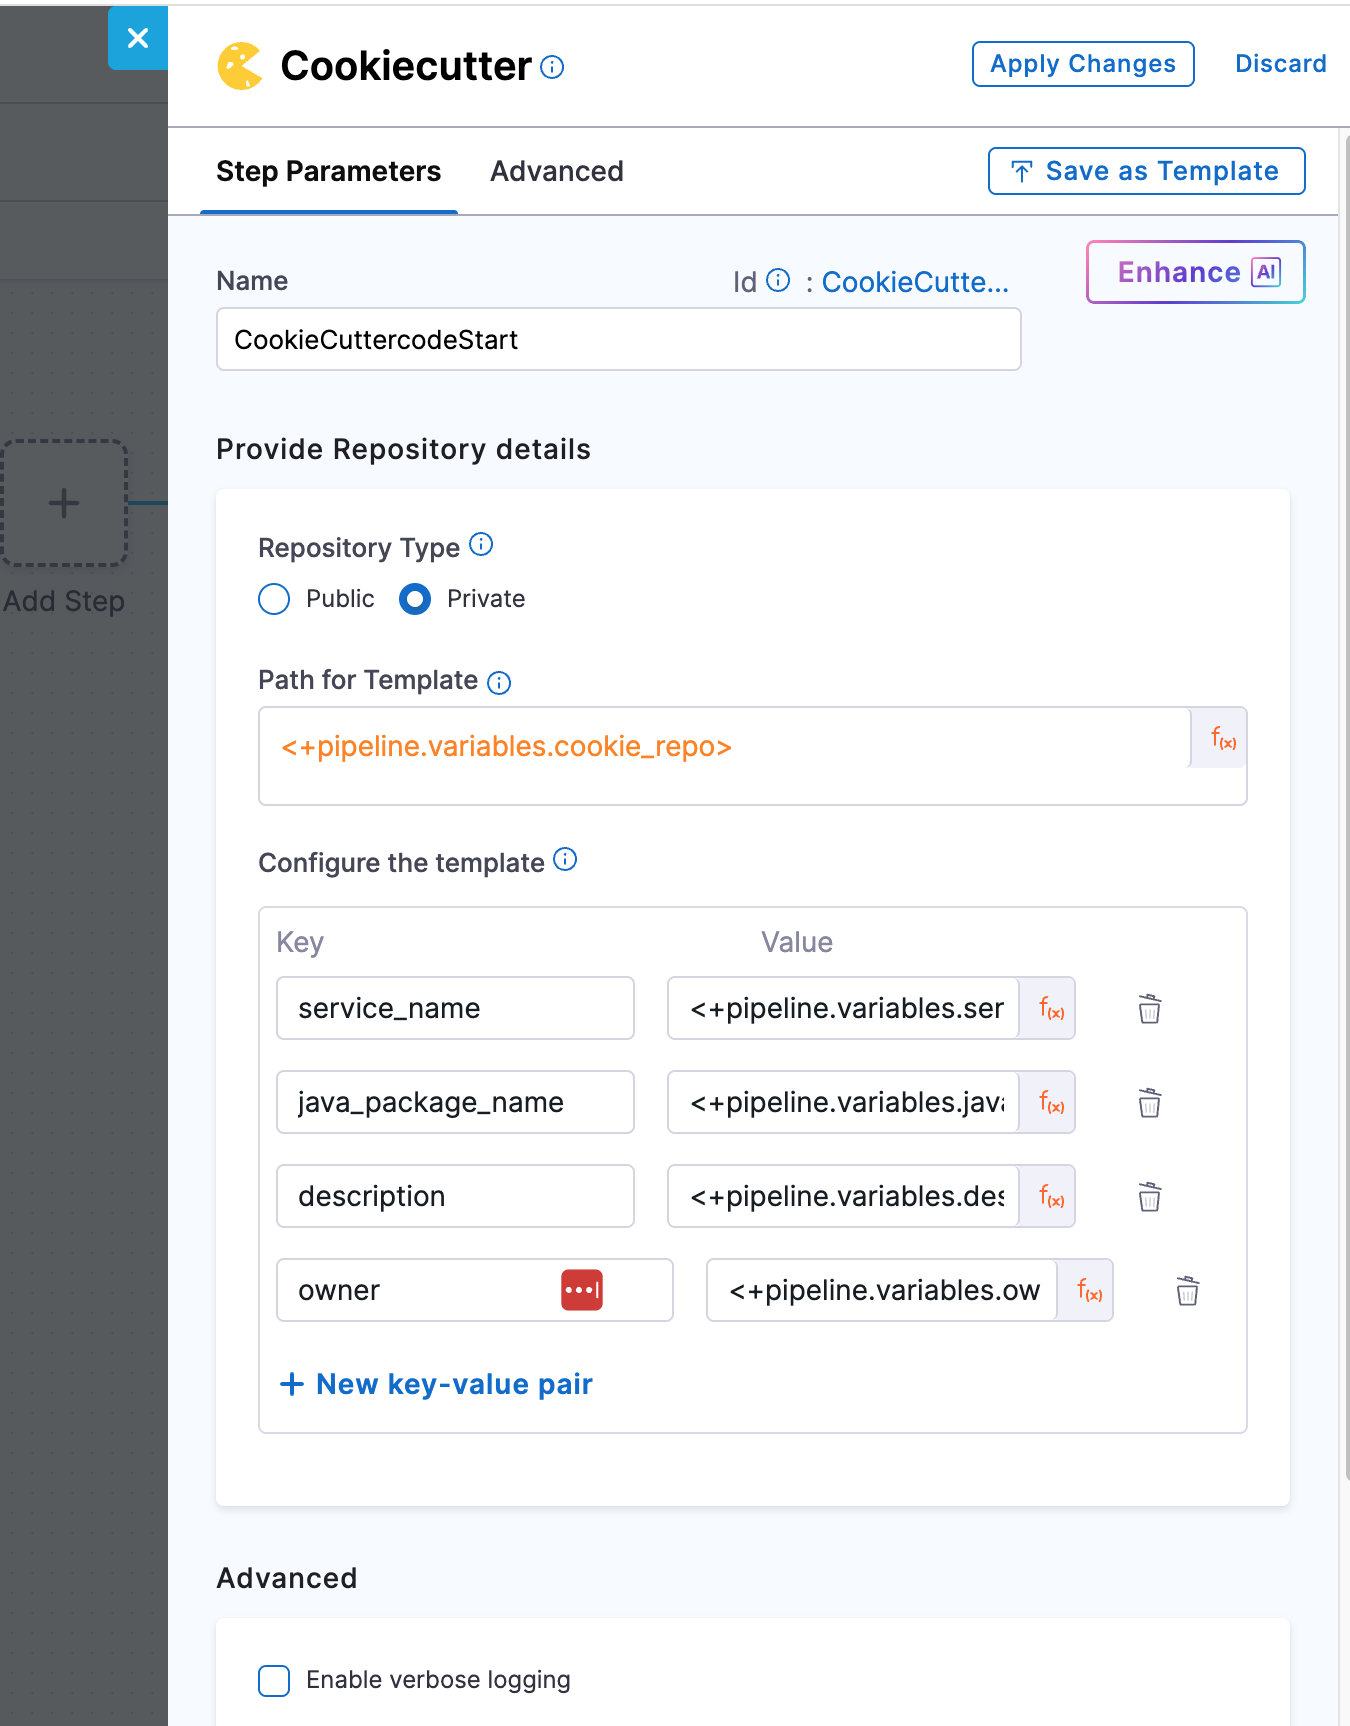 Cookiecutter
Apply Changes
Discard
Step Parameters
Advanced
Save as Template
Name
Id : CookieCutte...
Enhance AI
CookieCuttercodeStart
Provide Repository details
Repository Type
Public
Private
Add Step
Path for Template
<+pipeline.variables.cookie_repo>
f(x)
Configure the template
Key
Value
service_name
<+pipeline.variables.ser
f(x)
java_package_name
<+pipeline.variables.java
f(x)
description
<+pipeline.variables.des
f(x)
owner
<+pipeline.variables.ow
f(x)
+ New key-value pair
Advanced
Enable verbose logging